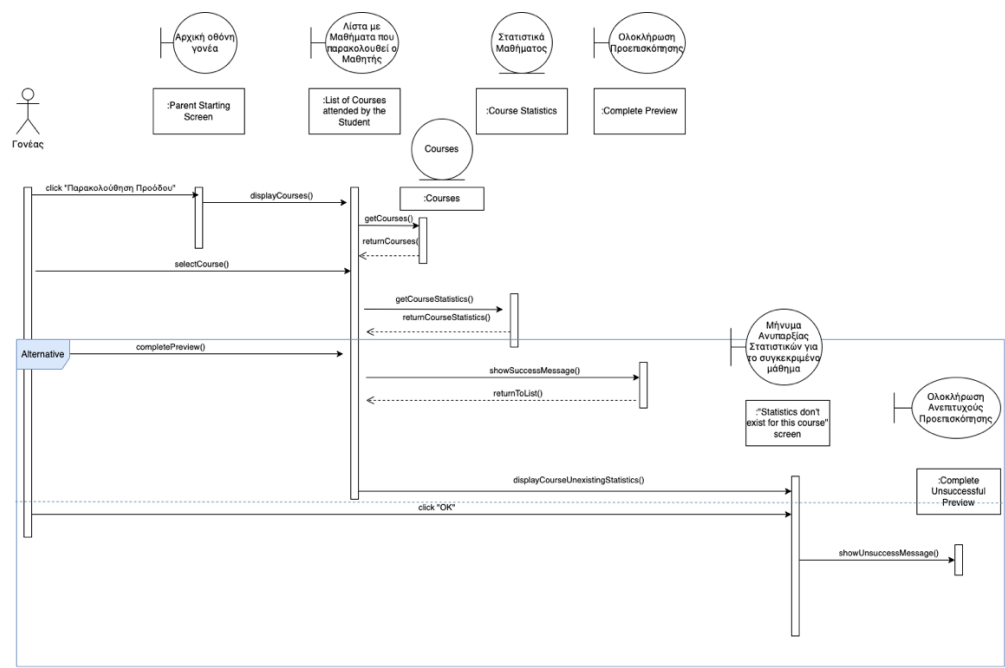 Αρχική οθόνη
γονέα
Λίστα με
Μαθήματα που
παρακολουθεί ο
Μαθητής
Στατιστικά
Μαθήματος
Ολοκλήρωση
Προεπισκόπησης
:Parent Starting
Screen
:List of Courses
attended by the
Student
:Course Statistics
:Complete Preview
Γονέας
Courses
:Courses
click "Παρακολούθηση Προόδου"
displayCourses()
getCourses()
returnCourses()
selectCourse()
getCourseStatistics()
returnCourseStatistics()
Alternative
completePreview()
Μήνυμα
Ανυπαρξίας
Στατιστικών για
το συγκεκριμένο
μάθημα
showSuccessMessage()
returnToList()
:"Statistics don't
exist for this course"
screen
Ολοκλήρωση
Ανεπιτυχούς
Προεπισκόπησης
:Complete
Unsuccessful
Preview
displayCourseUnexistingStatistics()
click "OK"
showUnsuccessMessage()